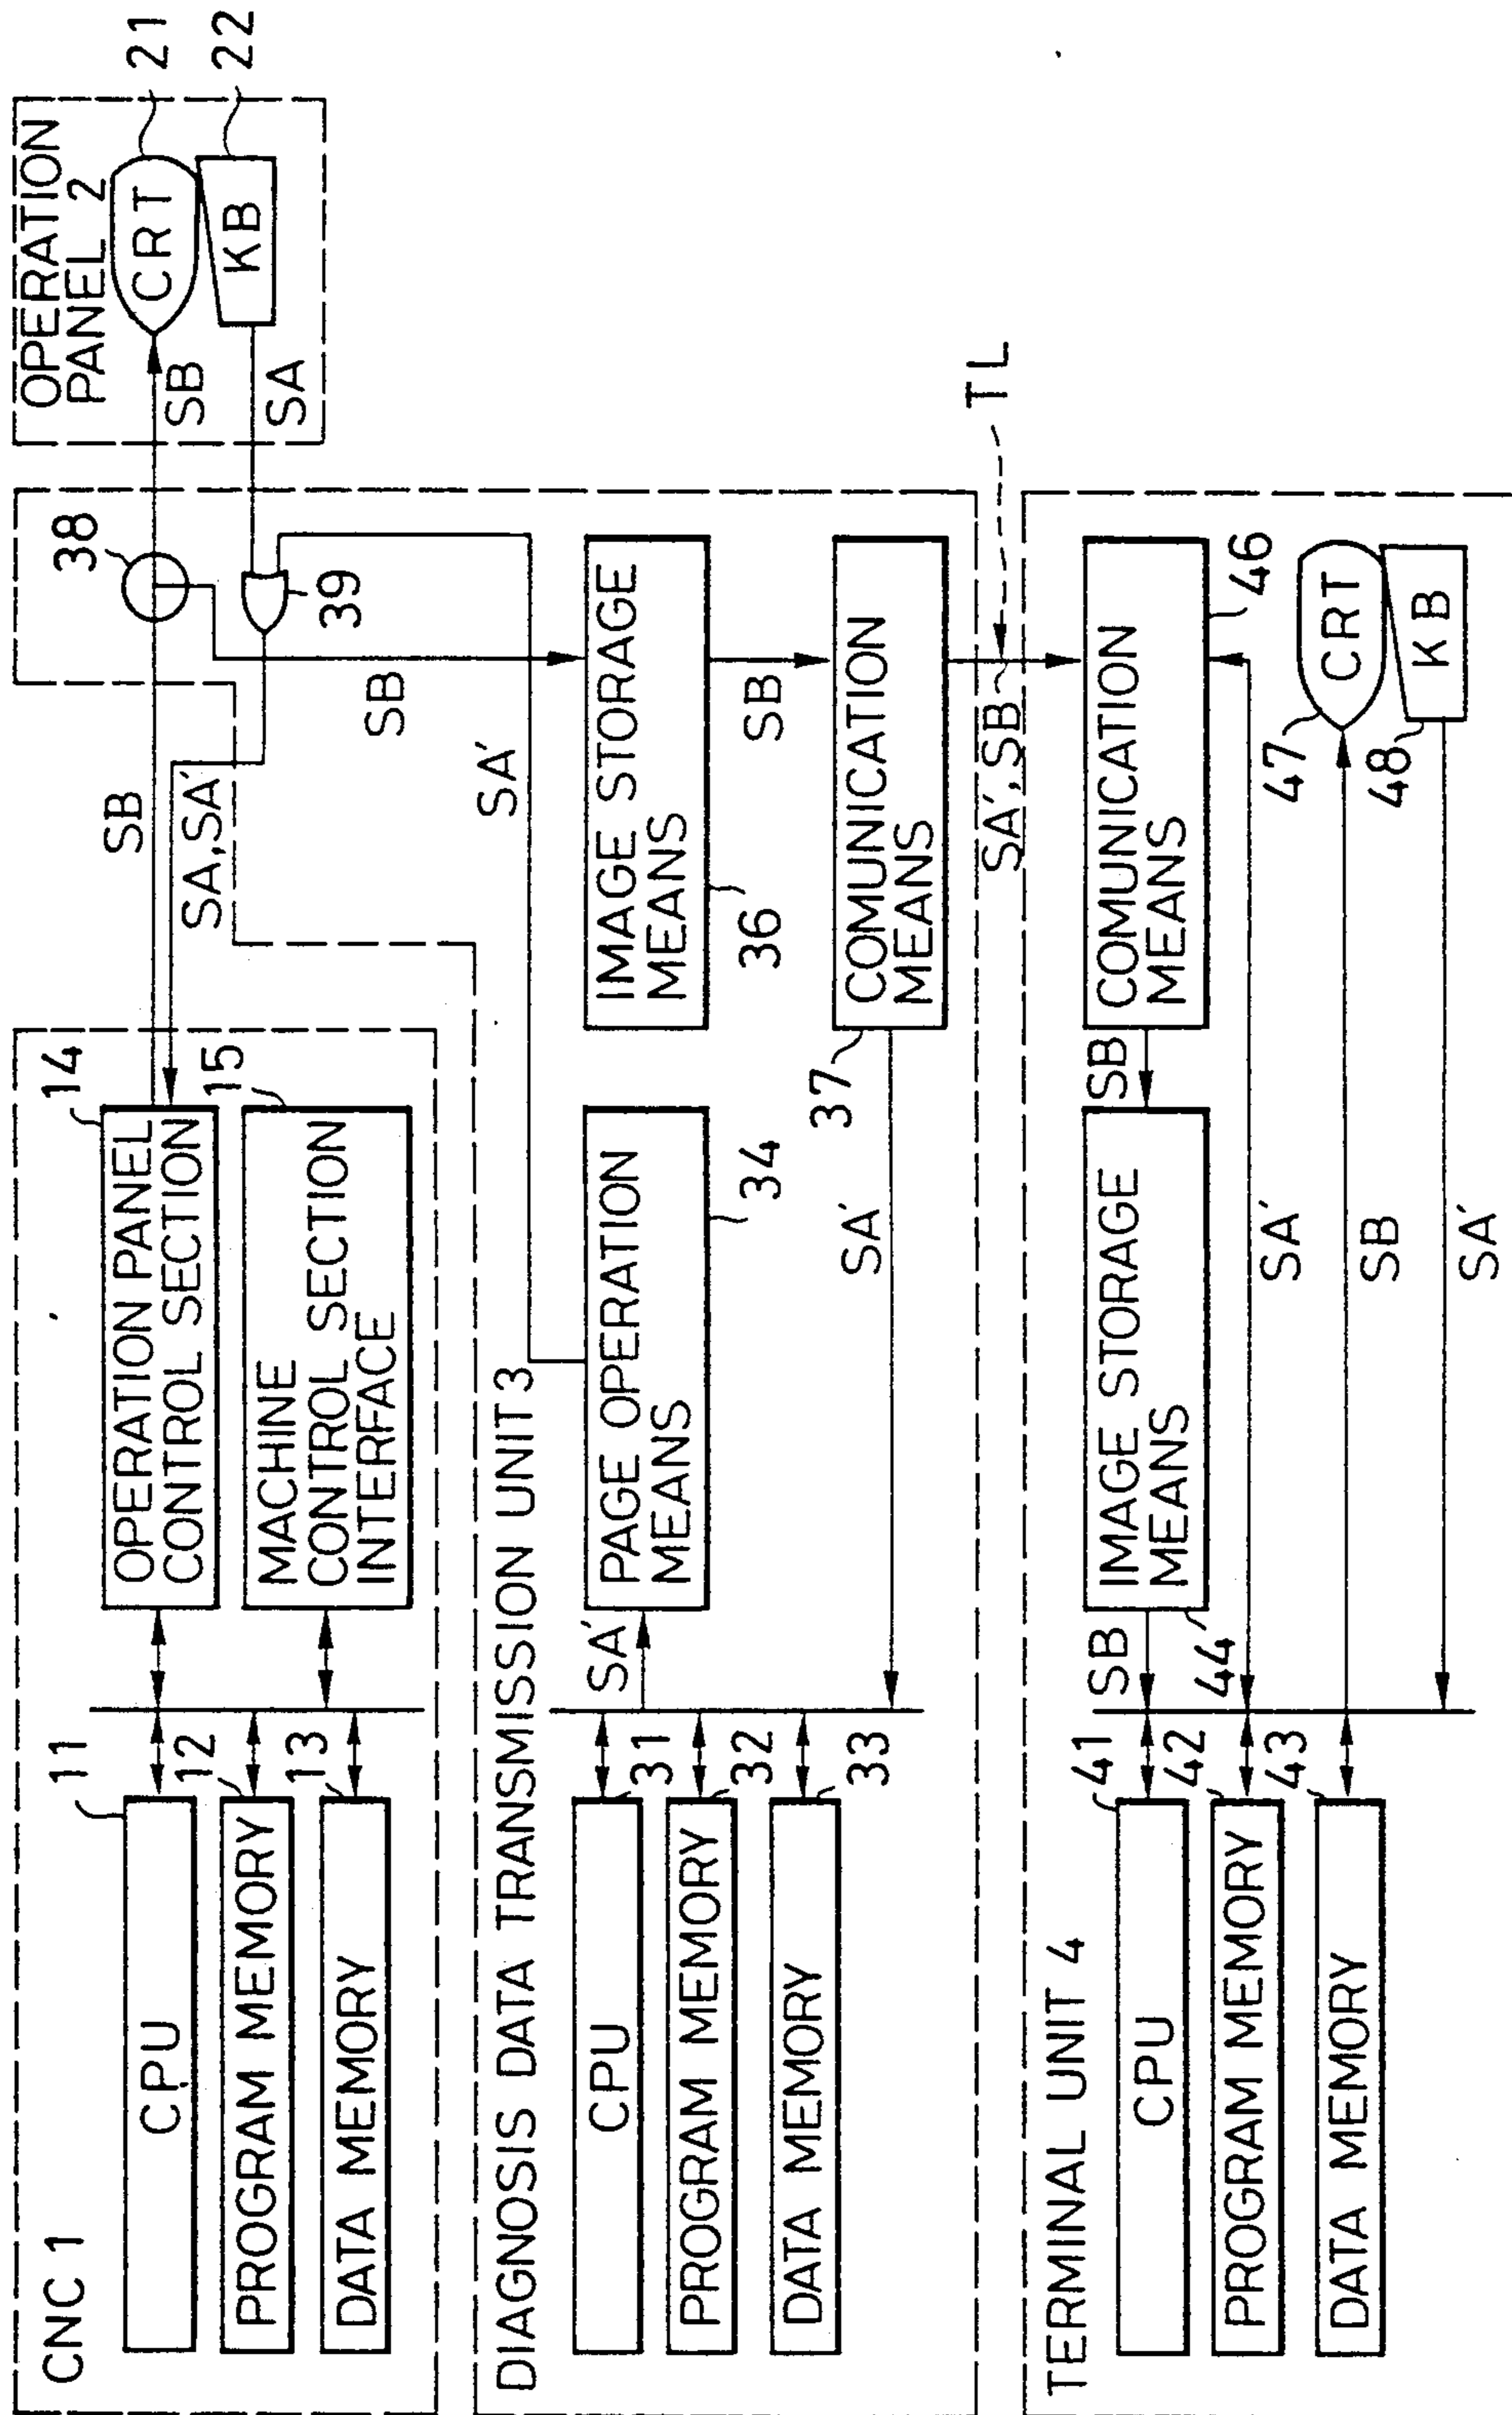 CNC 1
CPU
11
PROGRAM MEMORY
12
DATA MEMORY
13
OPERATION PANEL
CONTROL SECTION
14
MACHINE
CONTROL SECTION
INTERFACE
15
SB
SA,SA′
38
39
OPERATION
PANEL 2
CRT
21
KB
22
SB
SA
DIAGNOSIS DATA TRANSMISSION UNIT 3
CPU
31
PROGRAM MEMORY
32
DATA MEMORY
33
SA′
PAGE OPERATION
MEANS
34
SA′
SB
IMAGE STORAGE
MEANS
36
SB
COMUNICATION
MEANS
37
SA′
SA′,SB
TL
TERMINAL UNIT 4
CPU
41
PROGRAM MEMORY
42
DATA MEMORY
43
SB
IMAGE STORAGE
MEANS
44
SB
COMUNICATION
MEANS
46
SA′
SB
SA′
CRT
47
KB
48